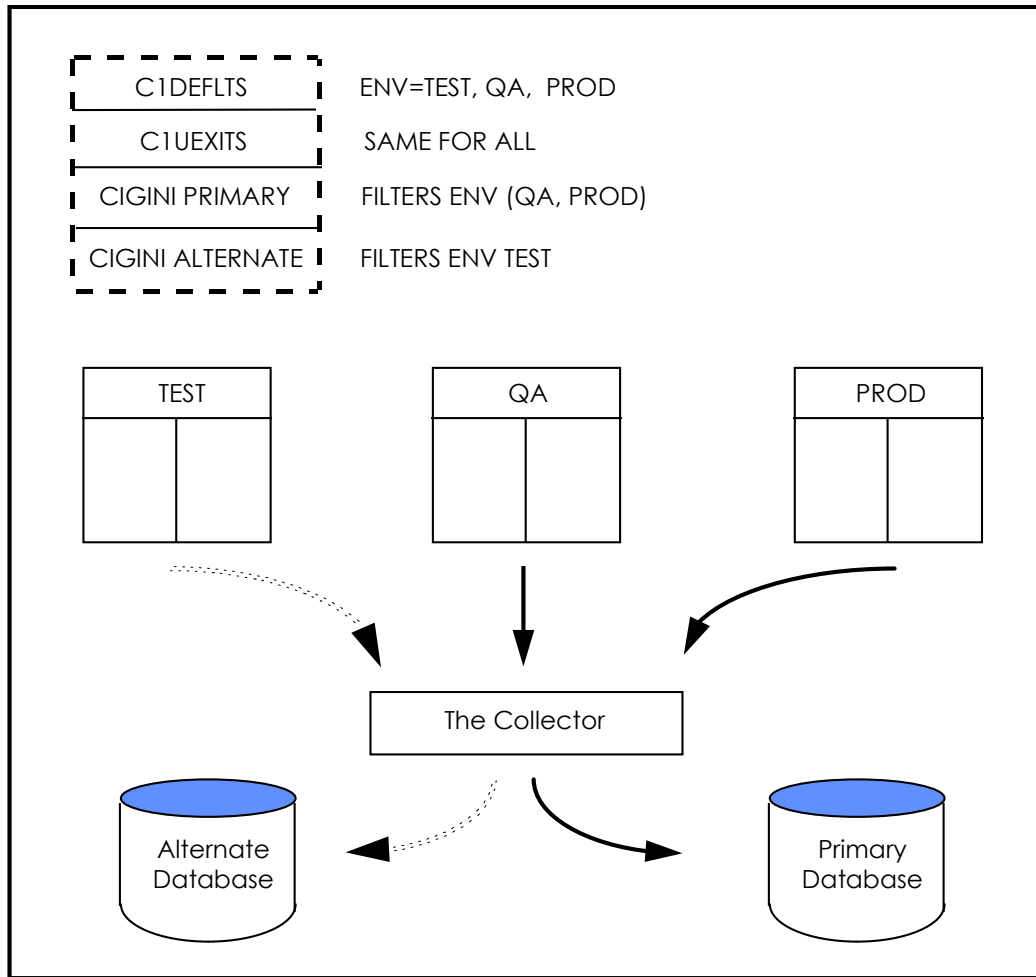 C1DEFLTS ENV=TEST, QA, PROD
C1UEXITS SAME FOR ALL
CIGINI PRIMARY FILTERS ENV (QA, PROD)
CIGINI ALTERNATE FILTERS ENV TEST
TEST QA PROD
The Collector
Alternate
Database
Primary
Database